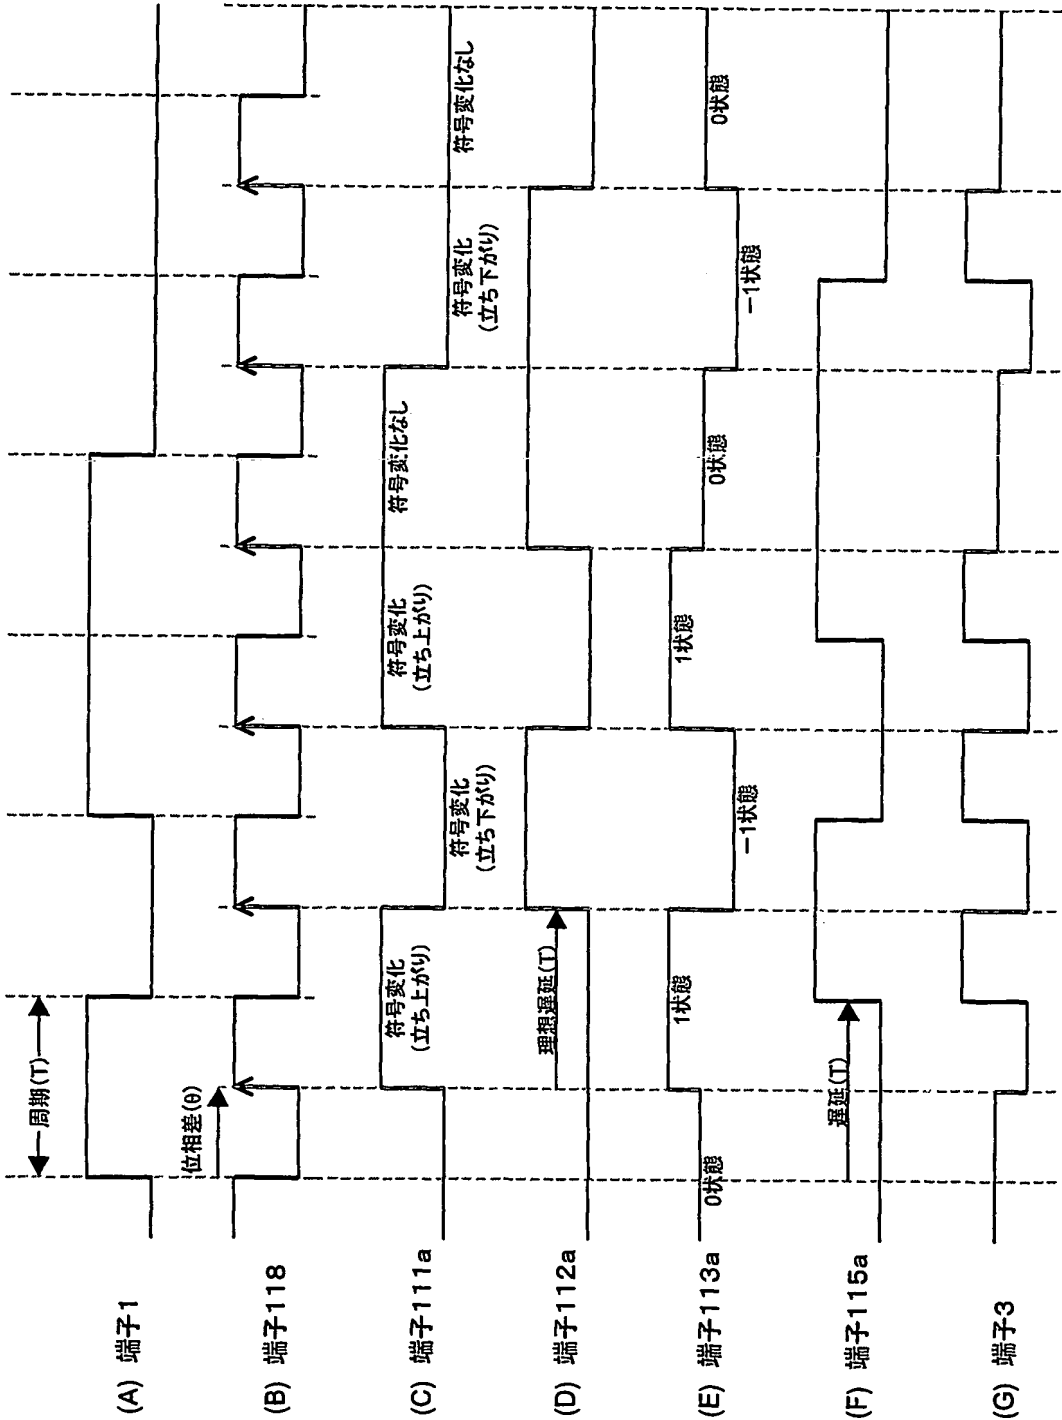 (A) 端子1
周期(T)
(B) 端子118
位相差(θ)
(C) 端子111a
符号変化
(立ち上がり)
符号変化
(立ち下がり)
符号変化
(立ち上がり)
符号変化なし
符号変化
(立ち下がり)
符号変化なし
(D) 端子112a
理想遅延(T)
(E) 端子113a
0状態
1状態
−1状態
1状態
0状態
−1状態
0状態
(F) 端子115a
遅延(T)
(G) 端子3